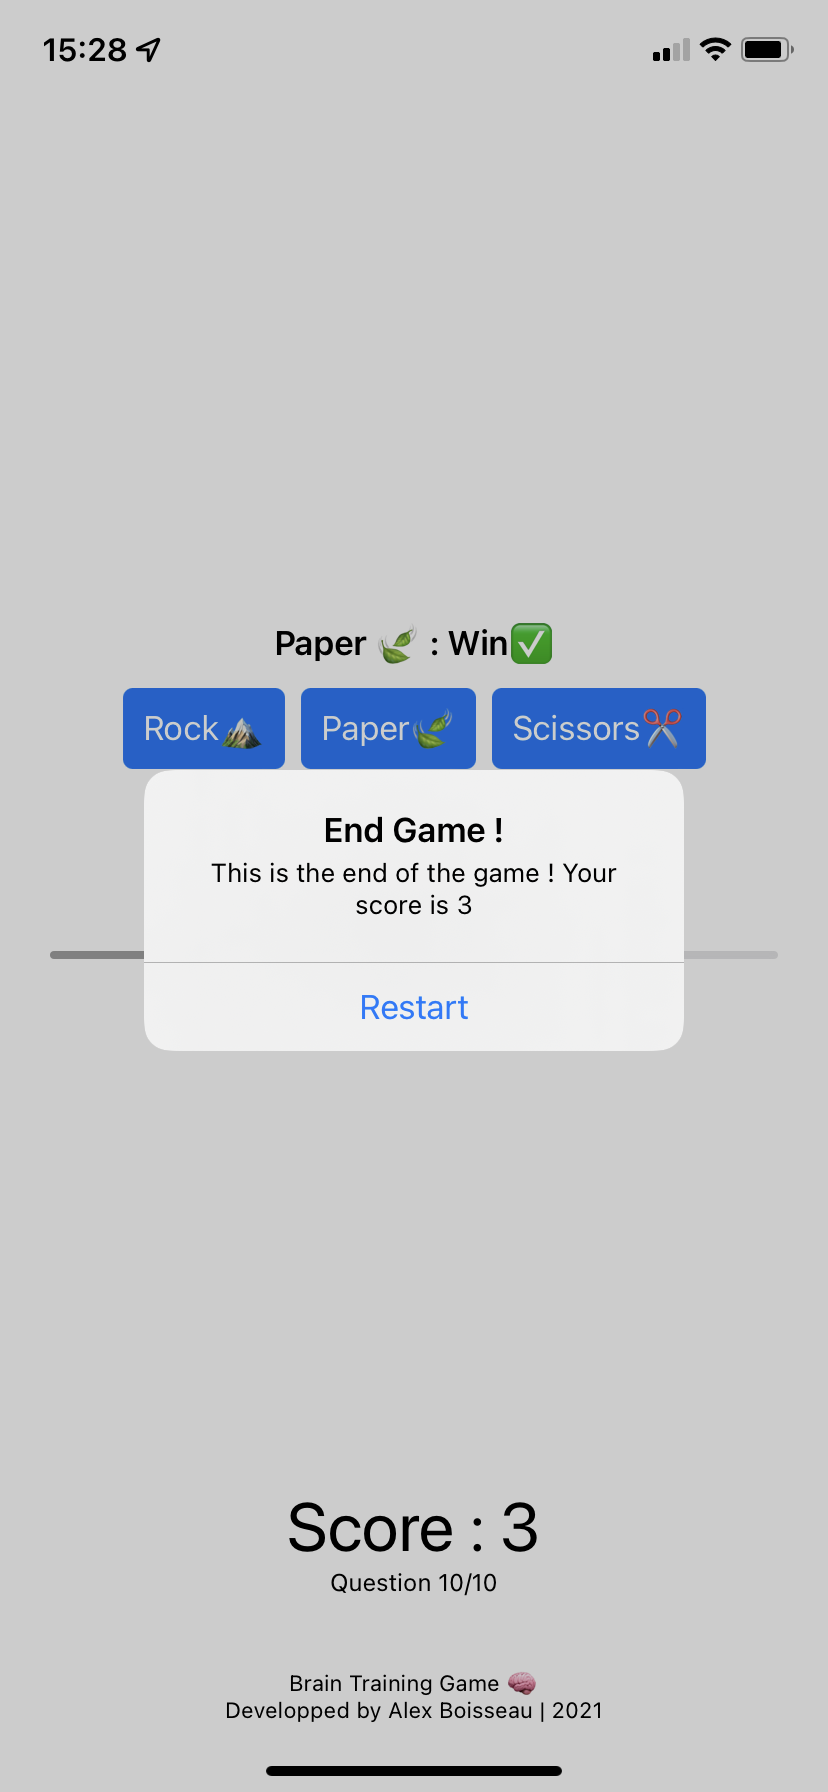 15:28
Paper 🍃 : Win✅
Rock⛰️ Paper🍃 Scissors✂️
End Game !
This is the end of the game ! Your
score is 3
Restart
Score : 3
Question 10/10
Brain Training Game 🧠
Developped by Alex Boisseau | 2021